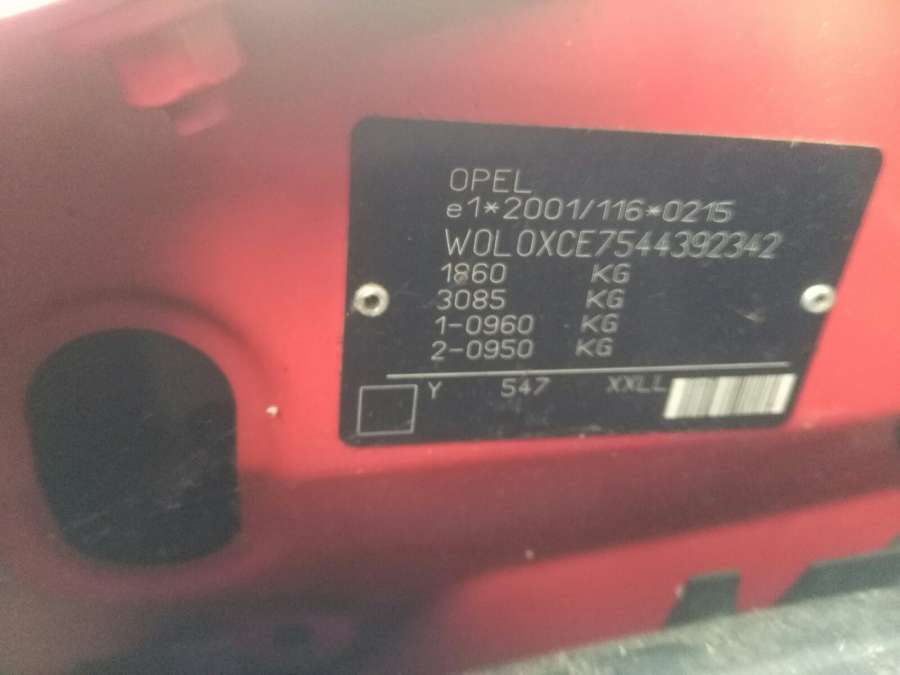 OPEL
e1*2001/116*0215
W0L0XCE7544392342
1860 KG
3085 KG
1-0960 KG
2-0950 KG
Y 547 XXLL